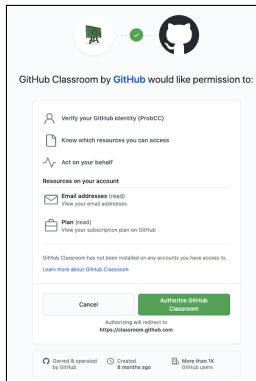 GitHub Classroom by GitHub would like permission to:
Verify your GitHub identity (ProbCC)
Know which resources you can access
Act on your behalf
Resources on your account
Email addresses (read)
View your email addresses
Plan (read)
View your subscription plan on GitHub
GitHub Classroom has not been installed on any accounts you have access to.
Learn more about GitHub Classroom
Cancel
Authorize GitHub
Classroom
Authorizing will redirect to
https://classroom.github.com
Owned & operated
by GitHub
Created
8 months ago
More than 1K
GitHub users